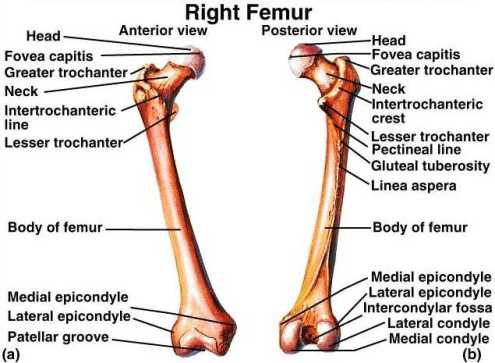 Right Femur
Anterior view
Head
Fovea capitis
Greater trochanter
Neck
Intertrochanteric
line
Lesser trochanter
Body of femur
Medial epicondyle
Lateral epicondyle
Patellar groove
(a)
Posterior view
Head
Fovea capitis
Greater trochanter
Neck
Intertrochanteric
crest
Lesser trochanter
Pectineal line
Gluteal tuberosity
Linea aspera
Body of femur
Medial epicondyle
Lateral epicondyle
Intercondylar fossa
Lateral condyle
Medial condyle
(b)